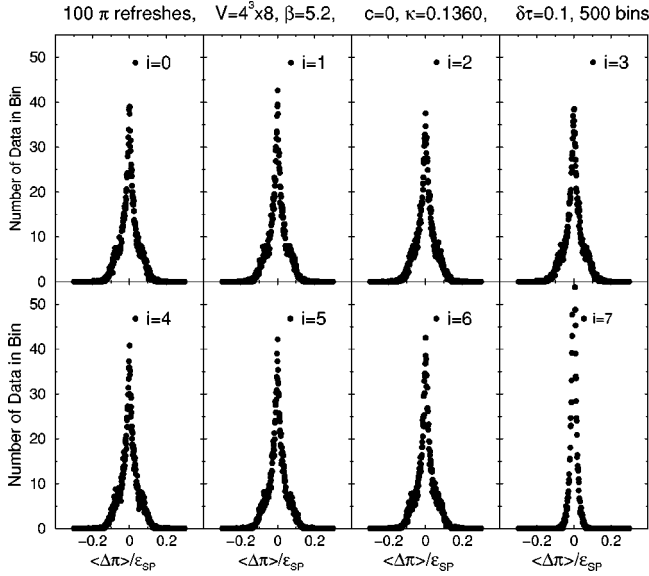 100 π refreshes, V=4³x8, β=5.2, c=0, κ=0.1360, δτ=0.1, 500 bins
Number of Data in Bin
50
40
30
20
10
0
i=0
i=1
i=2
i=3
Number of Data in Bin
40
30
20
10
0
i=4
i=5
i=6
i=7
−0.2 0 0.2
−0.2 0 0.2
−0.2 0 0.2
−0.2 0 0.2
<Δπ>/ε_SP
<Δπ>/ε_SP
<Δπ>/ε_SP
<Δπ>/ε_SP